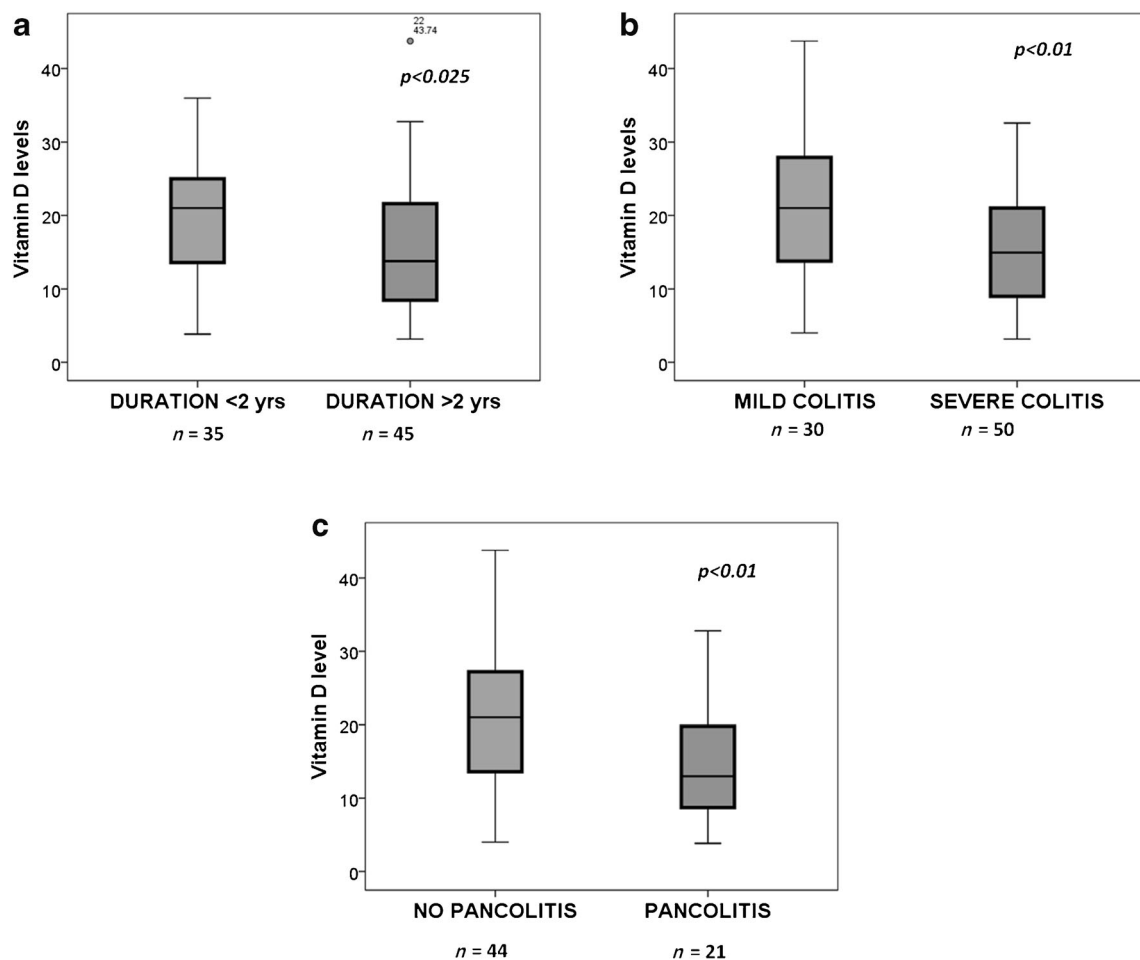 a
22
43.74
p<0.025
Vitamin D levels
40
30
20
10
0
DURATION <2 yrs
DURATION >2 yrs
n = 35
n = 45
b
p<0.01
Vitamin D levels
40
30
20
10
0
MILD COLITIS
SEVERE COLITIS
n = 30
n = 50
c
p<0.01
Vitamin D level
40
30
20
10
0
NO PANCOLITIS
PANCOLITIS
n = 44
n = 21